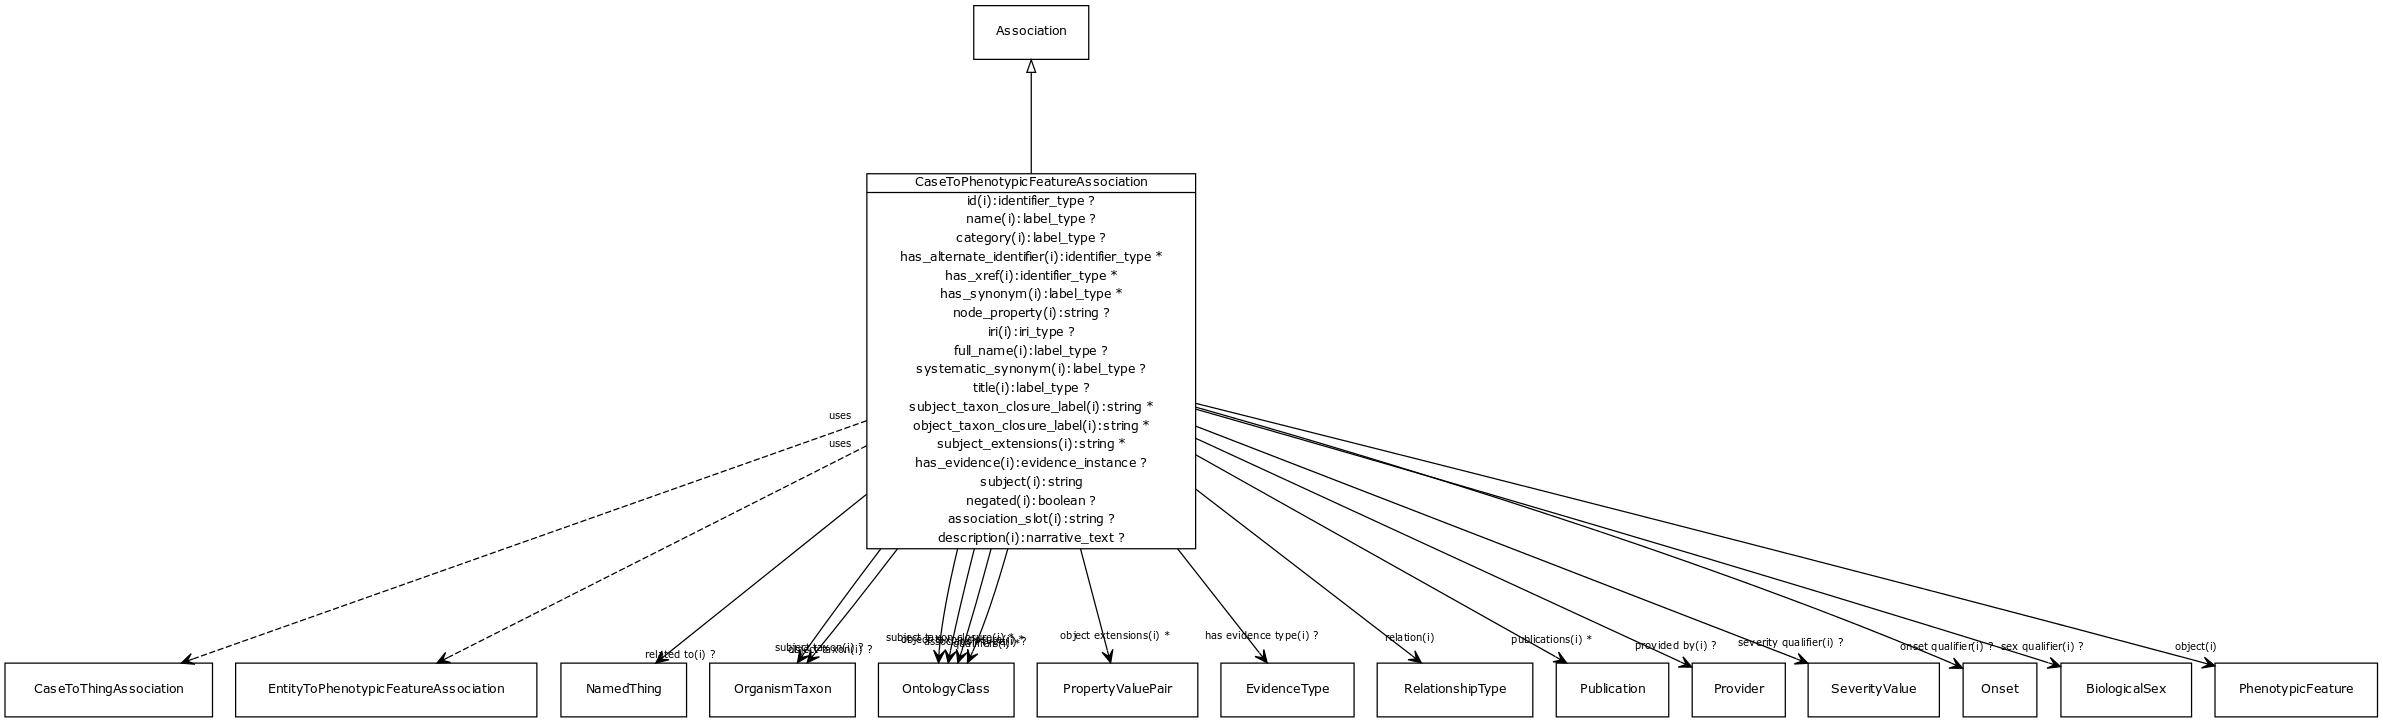 Association
CaseToPhenotypicFeatureAssociation
id(i):identifier_type ?
name(i):label_type ?
category(i):label_type ?
has_alternate_identifier(i):identifier_type *
has_xref(i):identifier_type *
has_synonym(i):label_type *
node_property(i):string ?
iri(i):iri_type ?
full_name(i):label_type ?
systematic_synonym(i):label_type ?
title(i):label_type ?
subject_taxon_closure_label(i):string *
object_taxon_closure_label(i):string *
subject_extensions(i):string *
has_evidence(i):evidence_instance ?
subject(i):string
negated(i):boolean ?
association_slot(i):string ?
description(i):narrative_text ?
uses
uses
related to(i) ?
subject taxon(i) ?
object taxon(i) ?
subject taxon closure(i) *
object extensions(i) *
has evidence type(i) ?
relation(i)
publications(i) *
provided by(i) ?
severity qualifier(i) ?
onset qualifier(i) ?
sex qualifier(i) ?
object(i)
CaseToThingAssociation
EntityToPhenotypicFeatureAssociation
NamedThing
OrganismTaxon
OntologyClass
PropertyValuePair
EvidenceType
RelationshipType
Publication
Provider
SeverityValue
Onset
BiologicalSex
PhenotypicFeature